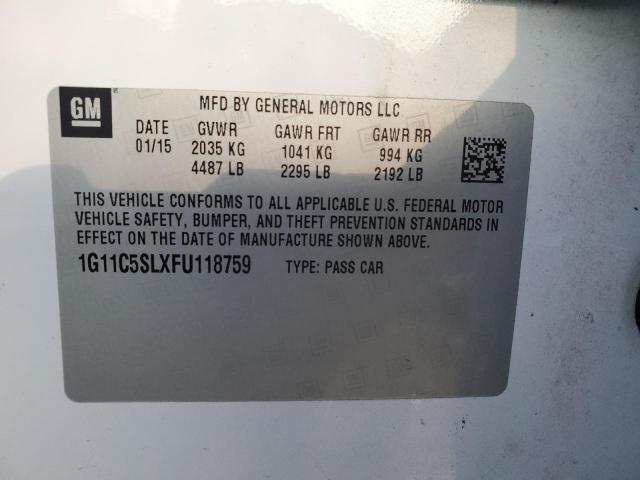 GM
MFD BY GENERAL MOTORS LLC
DATE GVWR GAWR FRT GAWR RR
01/15 2035 KG 1041 KG 994 KG
4487 LB 2295 LB 2192 LB
THIS VEHICLE CONFORMS TO ALL APPLICABLE U.S. FEDERAL MOTOR
VEHICLE SAFETY, BUMPER, AND THEFT PREVENTION STANDARDS IN
EFFECT ON THE DATE OF MANUFACTURE SHOWN ABOVE.
1G11C5SLXFU118759 TYPE: PASS CAR